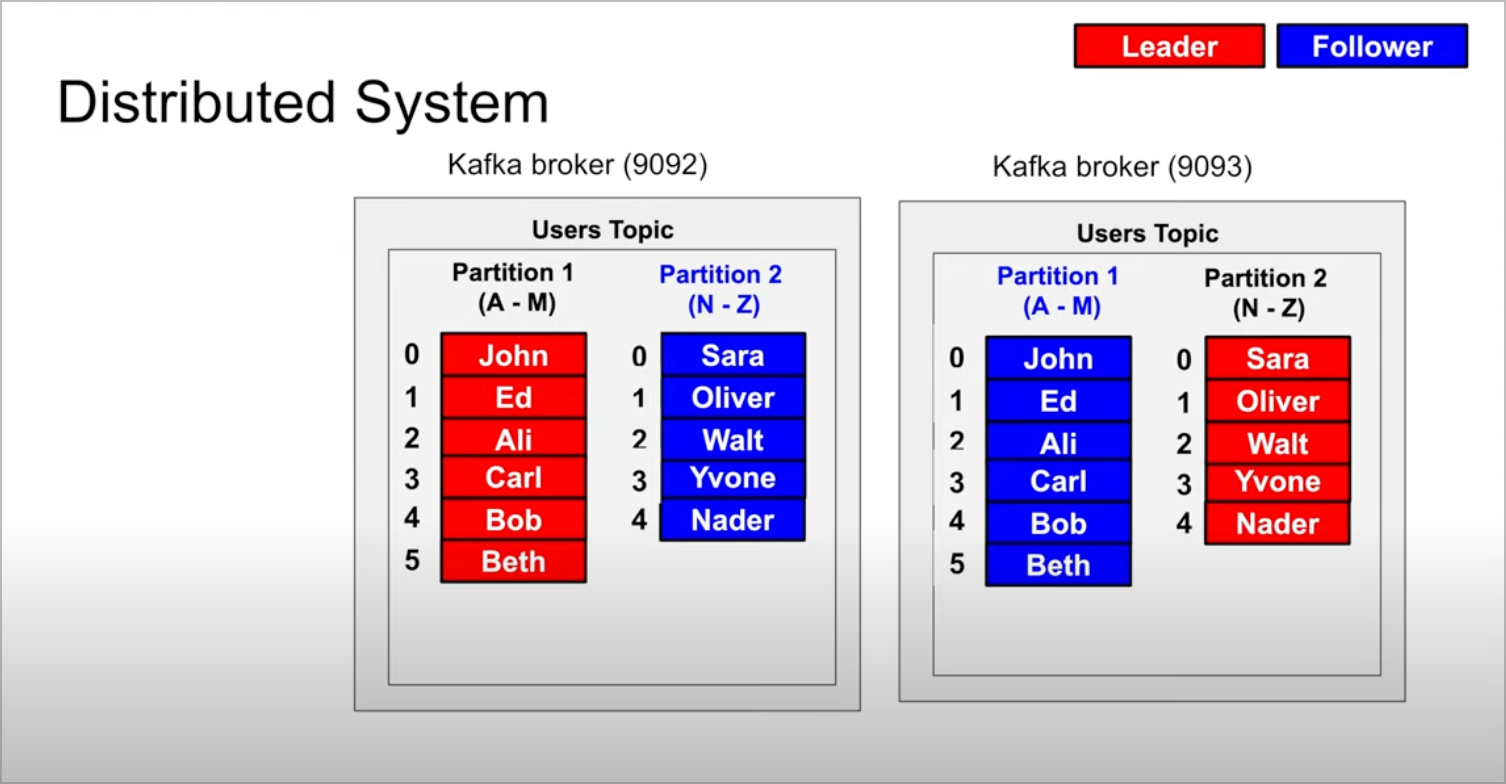 Leader Follower
Distributed System
Kafka broker (9092)
Users Topic
Partition 1
(A - M)
0 John
1 Ed
2 Ali
3 Carl
4 Bob
5 Beth
Partition 2
(N - Z)
0 Sara
1 Oliver
2 Walt
3 Yvone
4 Nader
Kafka broker (9093)
Users Topic
Partition 1
(A - M)
0 John
1 Ed
2 Ali
3 Carl
4 Bob
5 Beth
Partition 2
(N - Z)
0 Sara
1 Oliver
2 Walt
3 Yvone
4 Nader